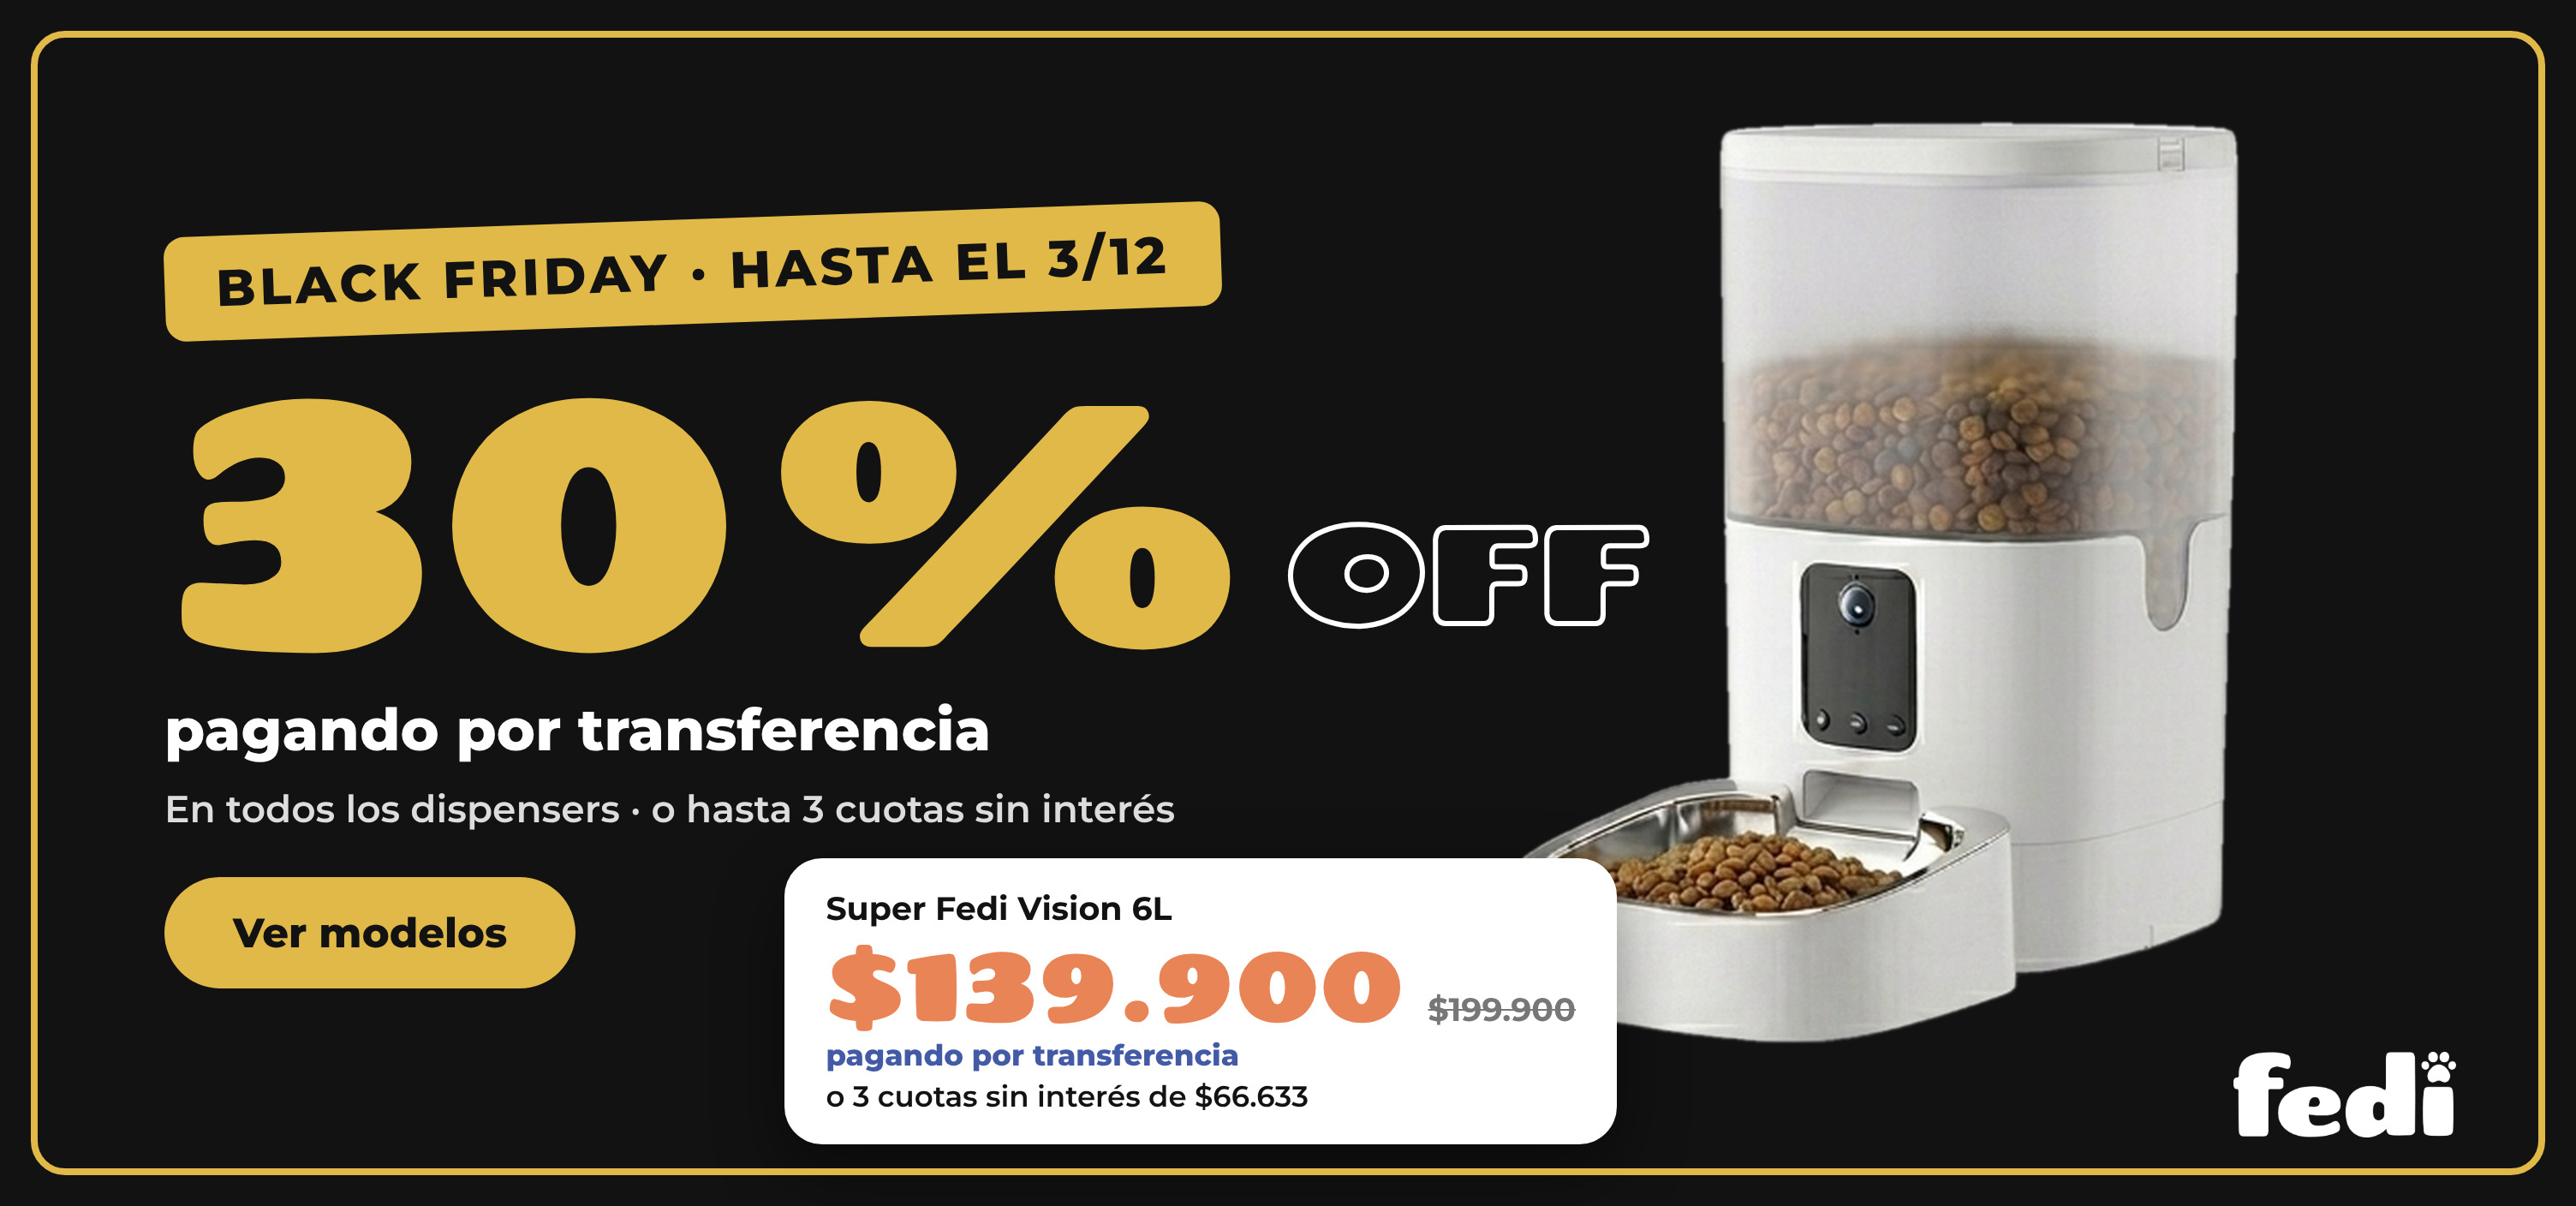 BLACK FRIDAY · HASTA EL 3/12
30% OFF
pagando por transferencia
En todos los dispensers · o hasta 3 cuotas sin interés
Ver modelos
Super Fedi Vision 6L
$139.900 $199.900
pagando por transferencia
o 3 cuotas sin interés de $66.633
fedi